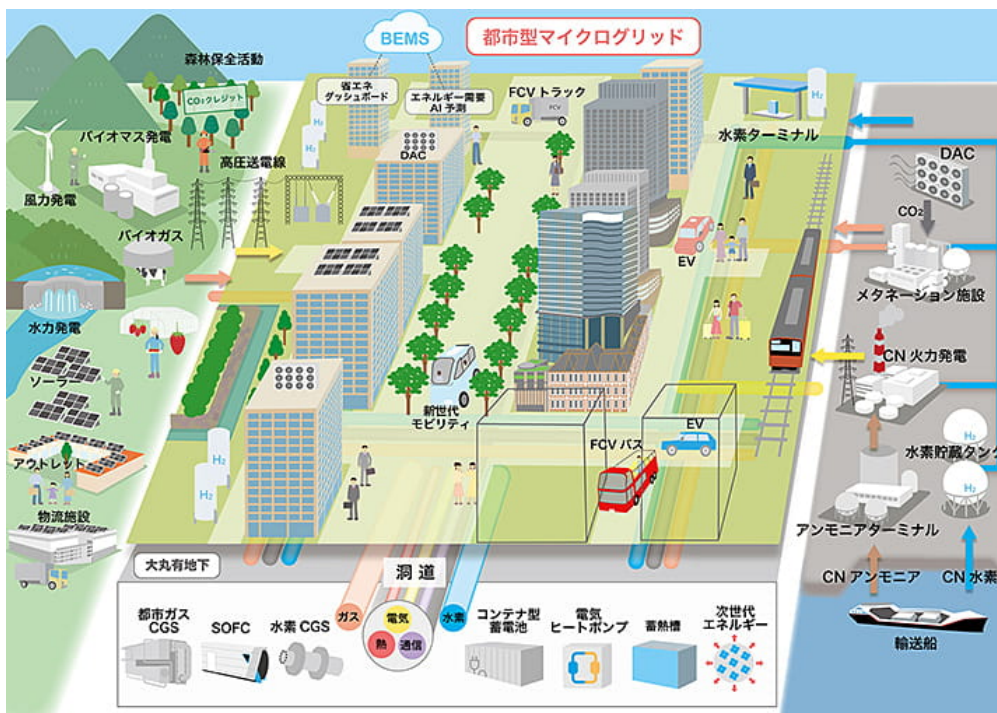 都市型マイクログリッド
BEMS
省エネ
ダッシュボード
エネルギー需要
AI 予測
森林保全活動
CO₂クレジット
バイオマス発電
風力発電
高圧送電線
バイオガス
水力発電
ソーラー
アウトレット
物流施設
H₂
DAC
FCV トラック
FCV
H₂
水素ターミナル
EV
新世代
モビリティ
FCV バス
EV
H₂
DAC
CO₂
メタネーション施設
CN 火力発電
H₂
水素貯蔵タンク
H₂
アンモニアターミナル
CN アンモニア
CN 水素
輸送船
大丸有地下
洞道
都市ガス
CGS
SOFC
水素 CGS
ガス
電気
熱
通信
水素
コンテナ型
蓄電池
電気
ヒートポンプ
蓄熱槽
次世代
エネルギー